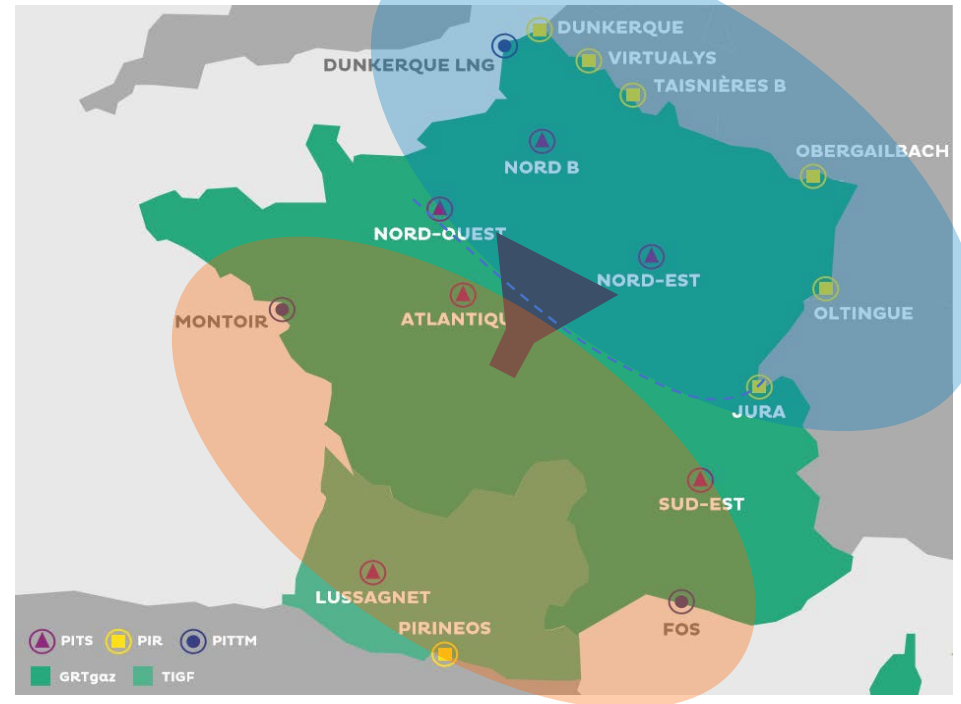 DUNKERQUE
DUNKERQUE LNG
VIRTUALYS
TAISNIÈRES B
OBERGAILBACH
NORD B
NORD-OUEST
NORD-EST
ATLANTIQU
MONTOIR
OLTINGUE
JURA
SUD-EST
LUSSAGNET
PIRINEOS
FOS
PITS PIR PITTM
GRTgaz TIGF